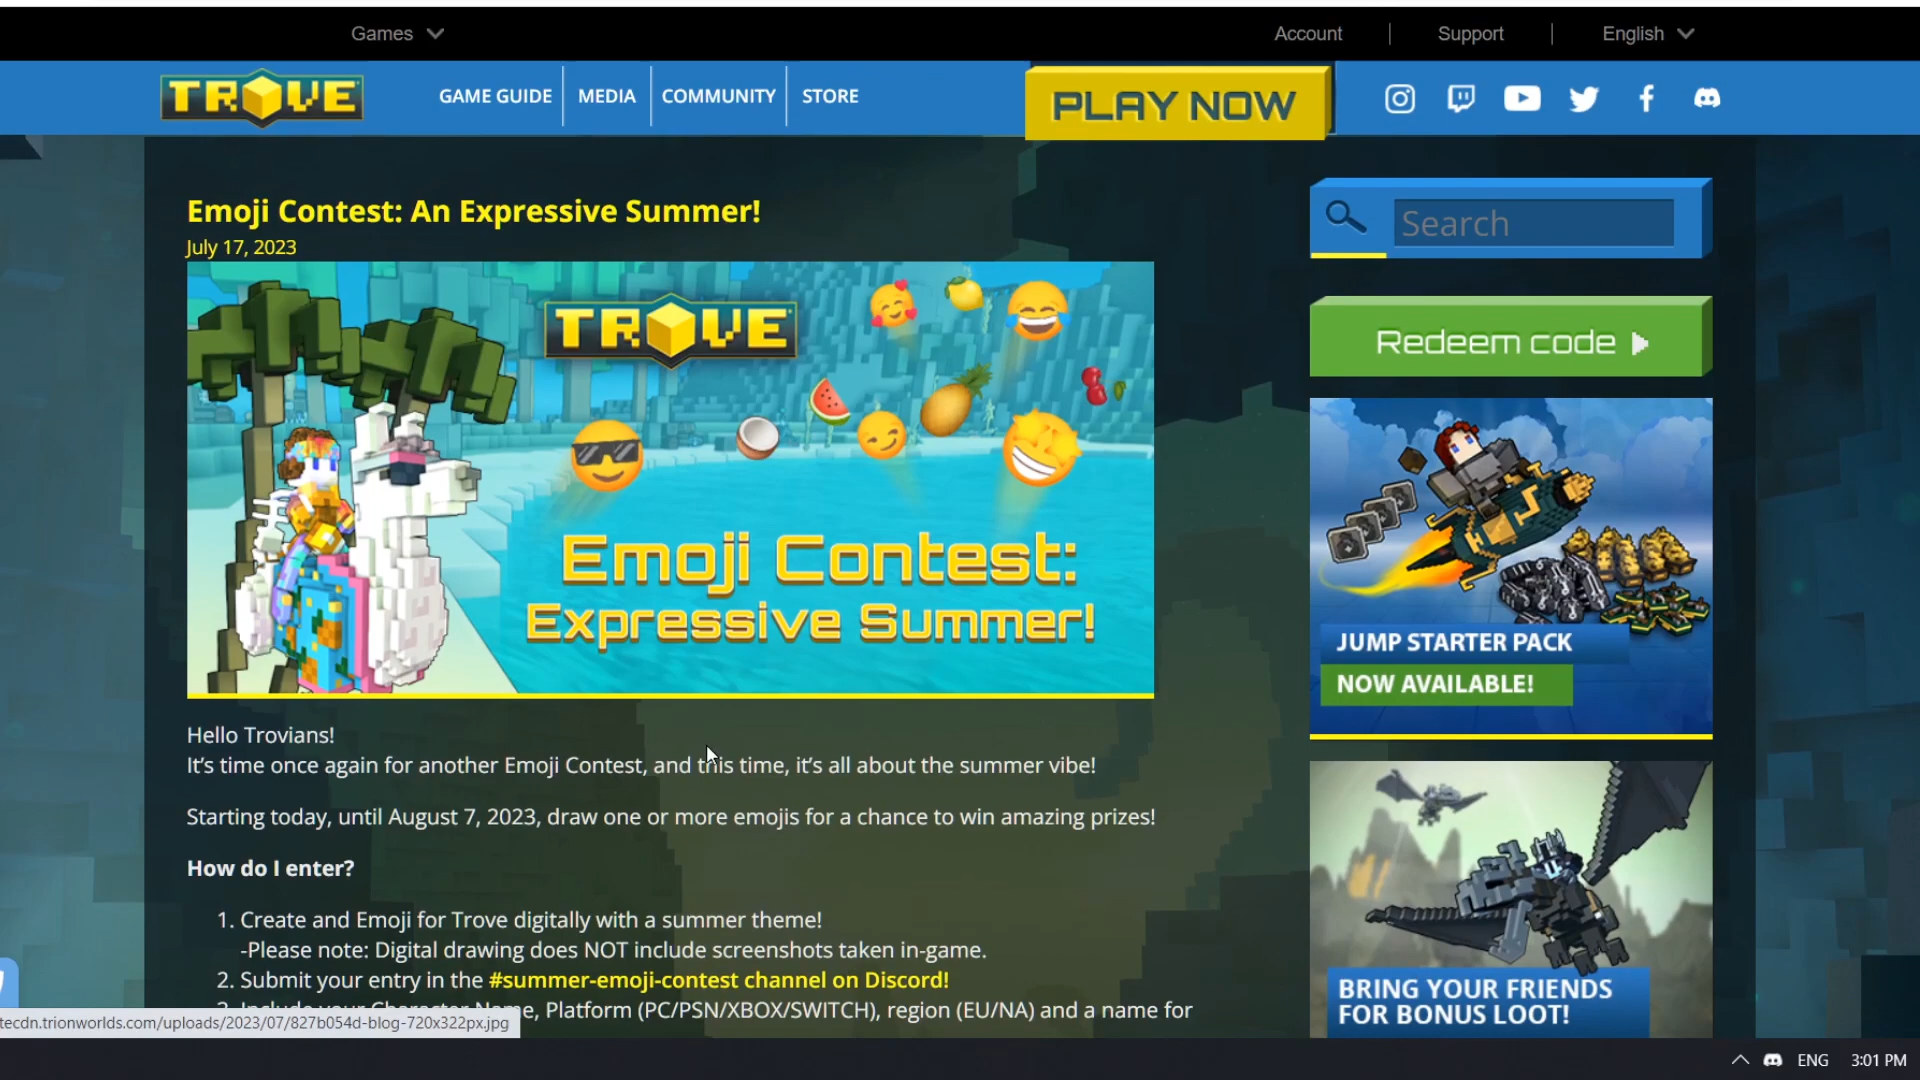 Games
Account
Support
English
TROVE
GAME GUIDE
MEDIA
COMMUNITY
STORE
PLAY NOW
Emoji Contest: An Expressive Summer!
July 17, 2023
Search
Redeem code
TROVE
Emoji Contest:
Expressive Summer!
JUMP STARTER PACK
NOW AVAILABLE!
Hello Trovians!
It's time once again for another Emoji Contest, and this time, it's all about the summer vibe!
Starting today, until August 7, 2023, draw one or more emojis for a chance to win amazing prizes!
How do I enter?
1. Create and Emoji for Trove digitally with a summer theme!
-Please note: Digital drawing does NOT include screenshots taken in-game.
2. Submit your entry in the #summer-emoji-contest channel on Discord!
Include your Character Name, Platform (PC/PSN/XBOX/SWITCH), region (EU/NA) and a name for
BRING YOUR FRIENDS
FOR BONUS LOOT!
tecdn.trionworlds.com/uploads/2023/07/827b054d-blog-720x322px.jpg
ENG
3:01 PM